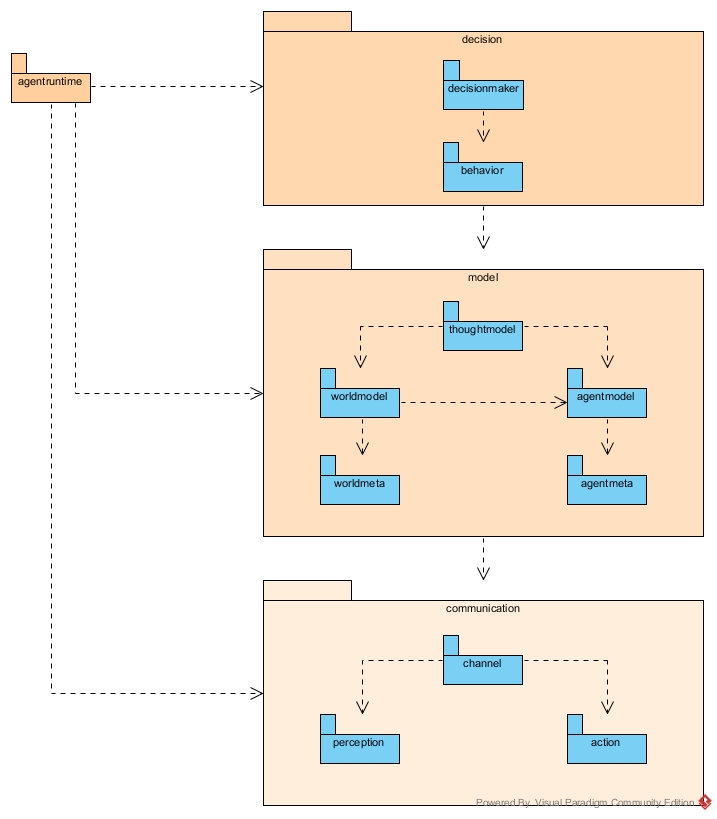 decision
agentruntime
decisionmaker
behavior
model
thoughtmodel
worldmodel
agentmodel
worldmeta
agentmeta
communication
channel
perception
action
Powered By Visual Paradigm Community Edition